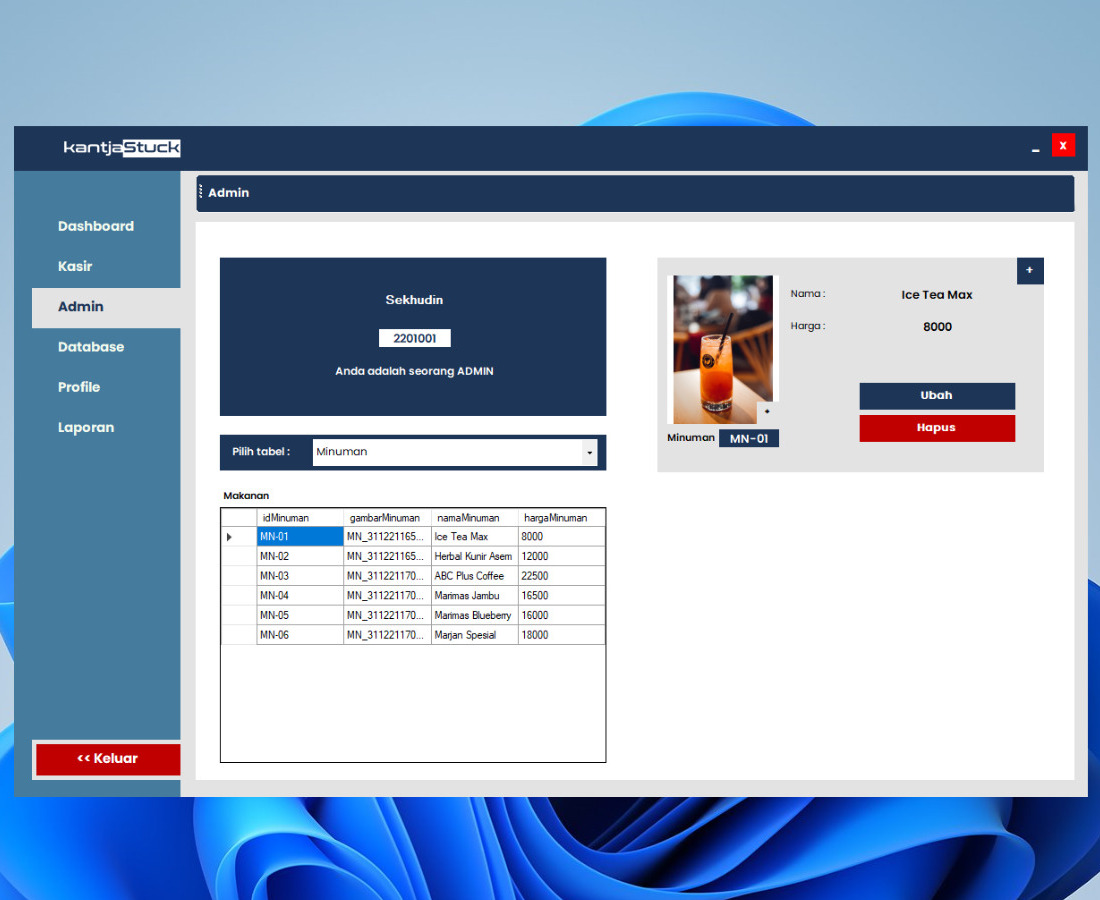 kantjaStuck
_ X
Admin
Dashboard
Kasir
Admin
Database
Profile
Laporan
<< Keluar
Sekhudin
2201001
Anda adalah seorang ADMIN
Pilih tabel : Minuman
Makanan
idMinuman gambarMinuman namaMinuman hargaMinuman
MN-01 MN_311221165... Ice Tea Max 8000
MN-02 MN_311221165... Herbal Kunir Asem 12000
MN-03 MN_311221170... ABC Plus Coffee 22500
MN-04 MN_311221170... Marimas Jambu 16500
MN-05 MN_311221170... Marimas Blueberry 16000
MN-06 MN_311221170... Marjan Spesial 18000
+
Nama : Ice Tea Max
Harga : 8000
Ubah
Hapus
Minuman MN-01